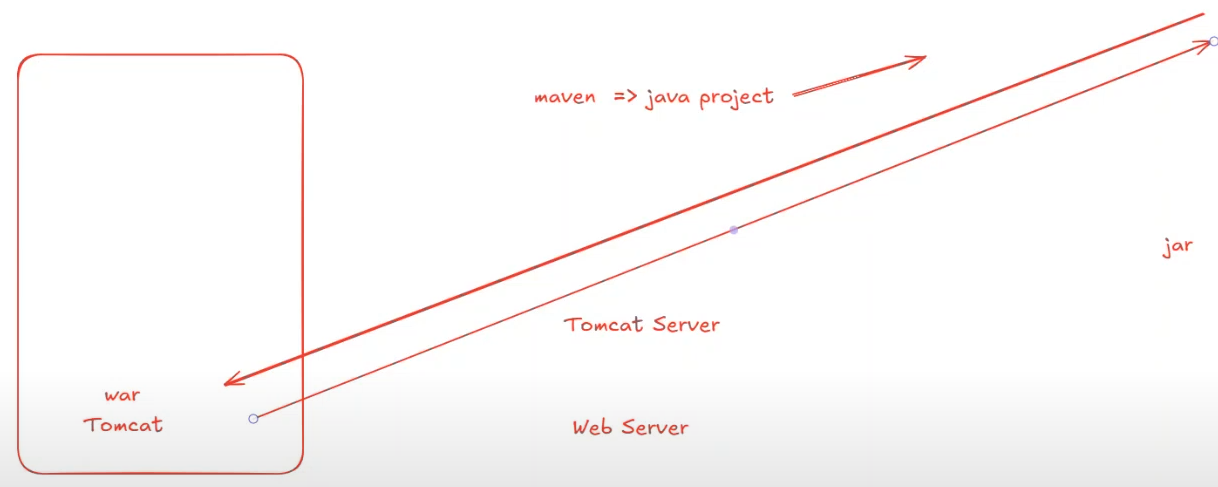 maven => java project
jar
Tomcat Server
war
Tomcat
Web Server